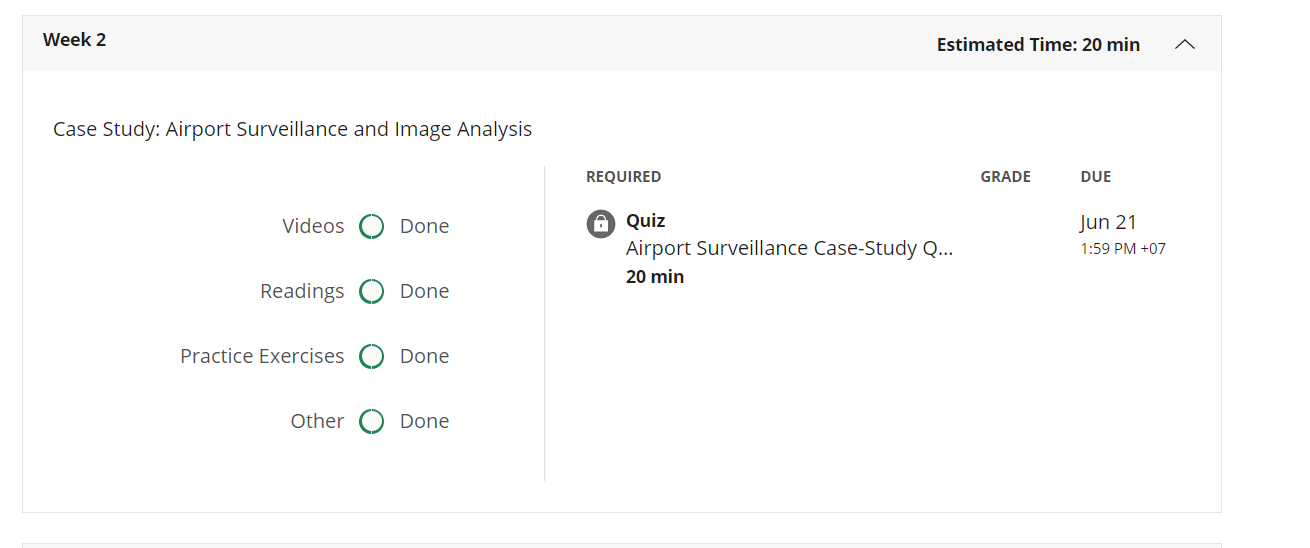 Week 2
Estimated Time: 20 min
Case Study: Airport Surveillance and Image Analysis
Videos Done
Readings Done
Practice Exercises Done
Other Done
REQUIRED GRADE DUE
Quiz Jun 21
Airport Surveillance Case-Study Q... 1:59 PM +07
20 min